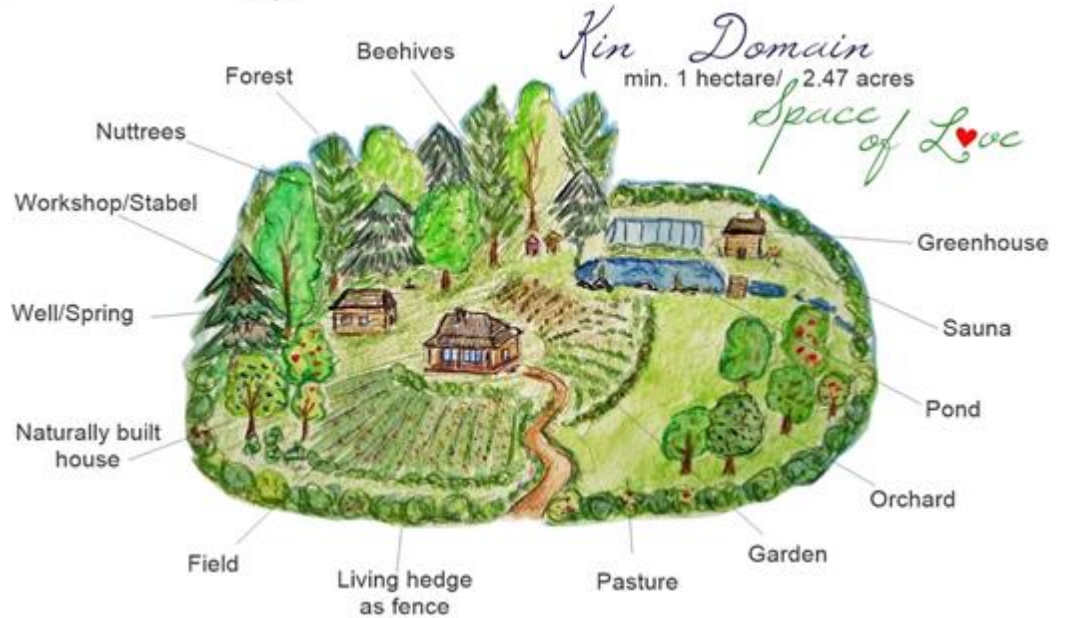 Kin Domain
min. 1 hectare/ 2.47 acres
Space
of Love
Beehives
Forest
Nuttrees
Workshop/Stabel
Well/Spring
Naturally built
house
Field
Living hedge
as fence
Pasture
Garden
Orchard
Pond
Sauna
Greenhouse